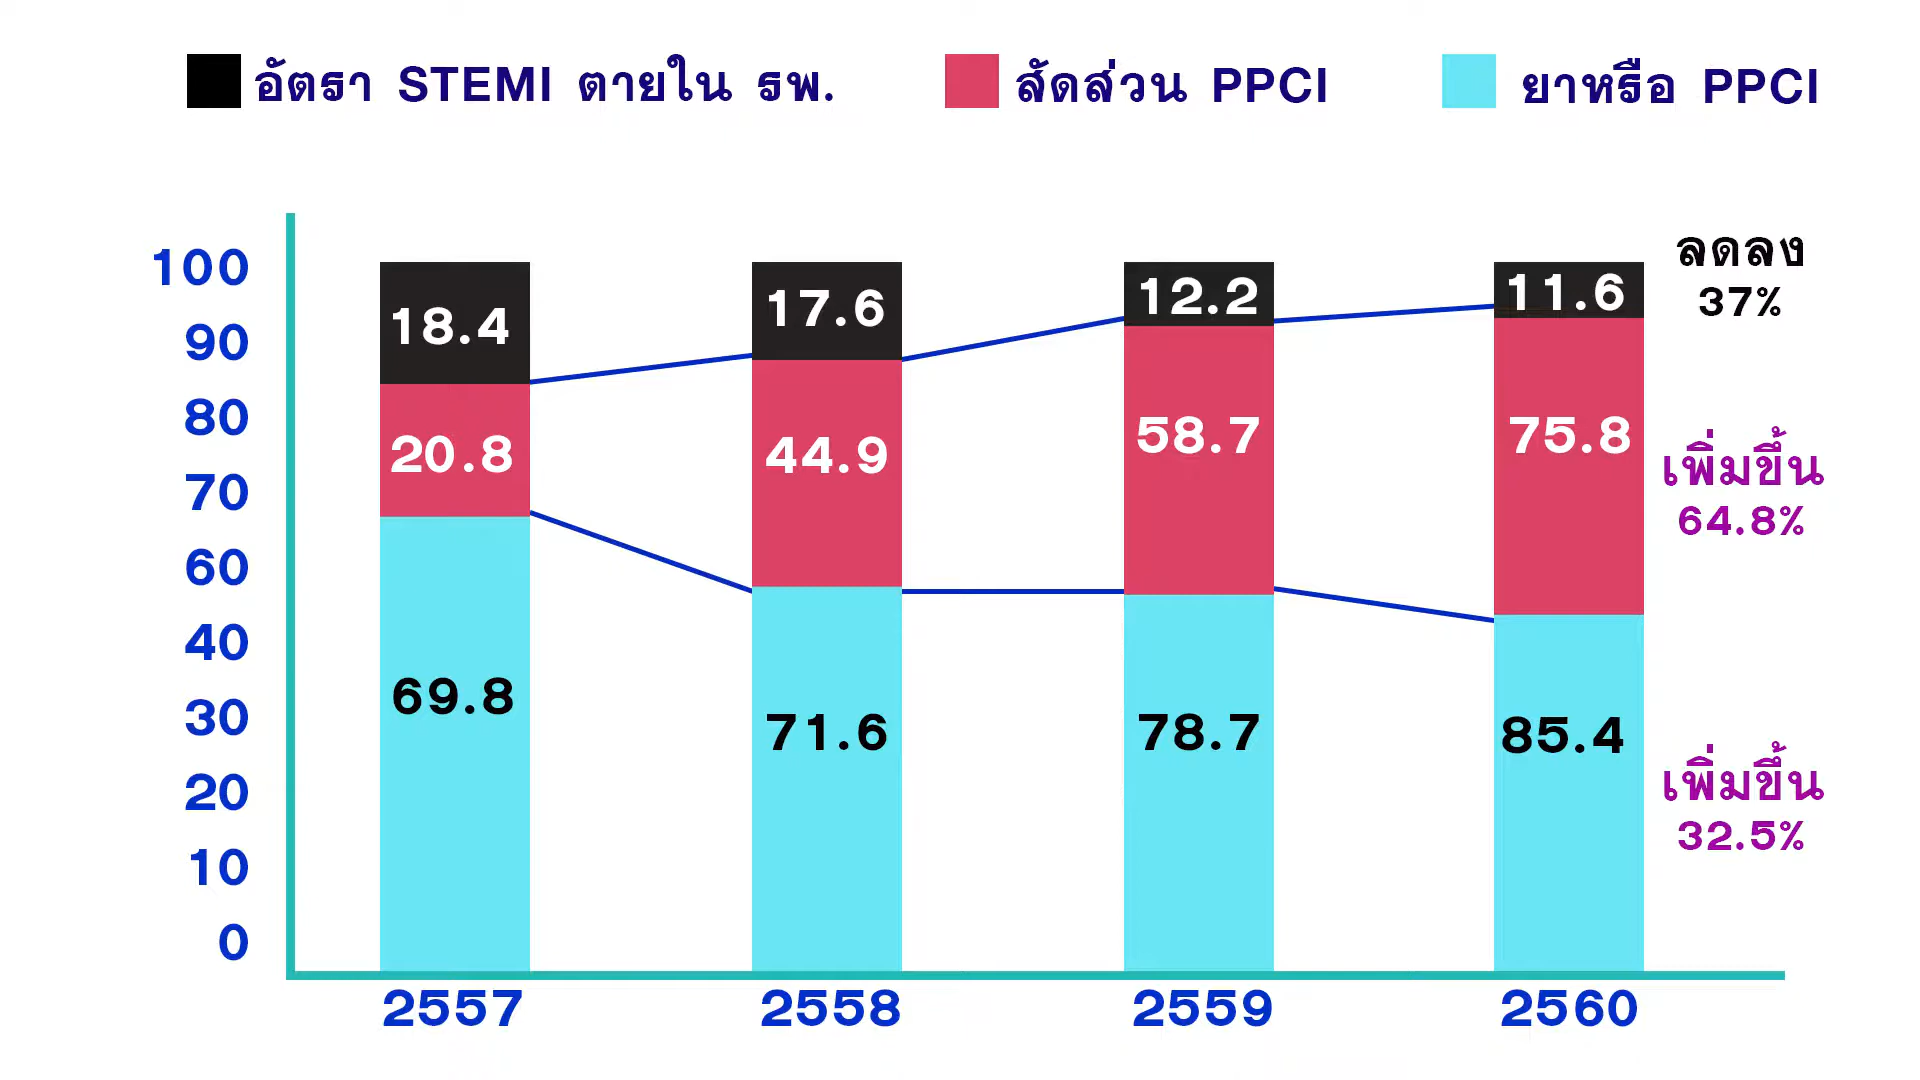 อัตรา STEMI ตายใน รพ. สัดส่วน PPCI ยาหรือ PPCI
100
90
80
70
60
40
30
20
10
0
18.4 17.6 12.2 11.6
20.8 44.9 58.7 75.8
69.8 71.6 78.7 85.4
ลดลง
37%
เพิ่มขึ้น
64.8%
เพิ่มขึ้น
32.5%
2557 2558 2559 2560